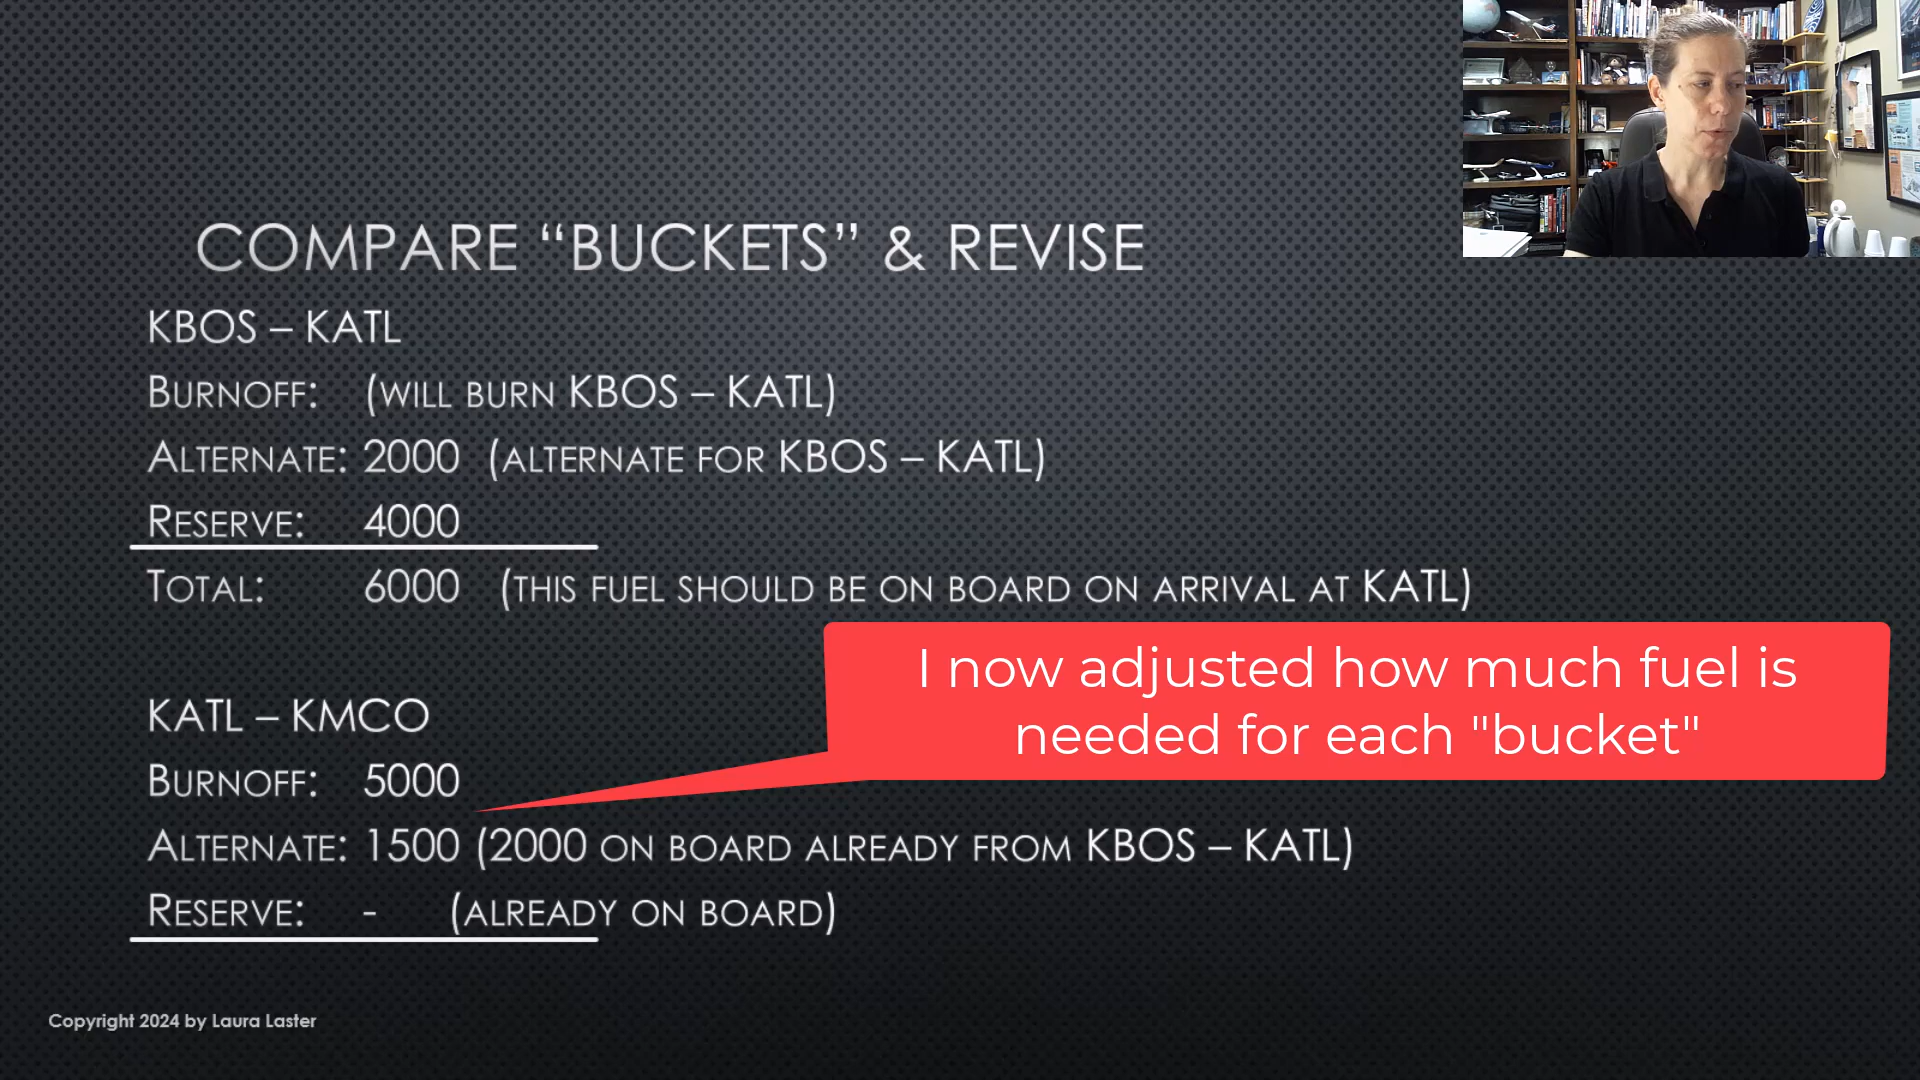 COMPARE “BUCKETS” & REVISE
KBOS – KATL
BURNOFF: (WILL BURN KBOS – KATL)
ALTERNATE: 2000 (ALTERNATE FOR KBOS – KATL)
RESERVE: 4000
TOTAL: 6000 (THIS FUEL SHOULD BE ON BOARD ON ARRIVAL AT KATL)
I now adjusted how much fuel is
needed for each "bucket"
KATL – KMCO
BURNOFF: 5000
ALTERNATE: 1500 (2000 ON BOARD ALREADY FROM KBOS – KATL)
RESERVE: - (ALREADY ON BOARD)
Copyright 2024 by Laura Laster